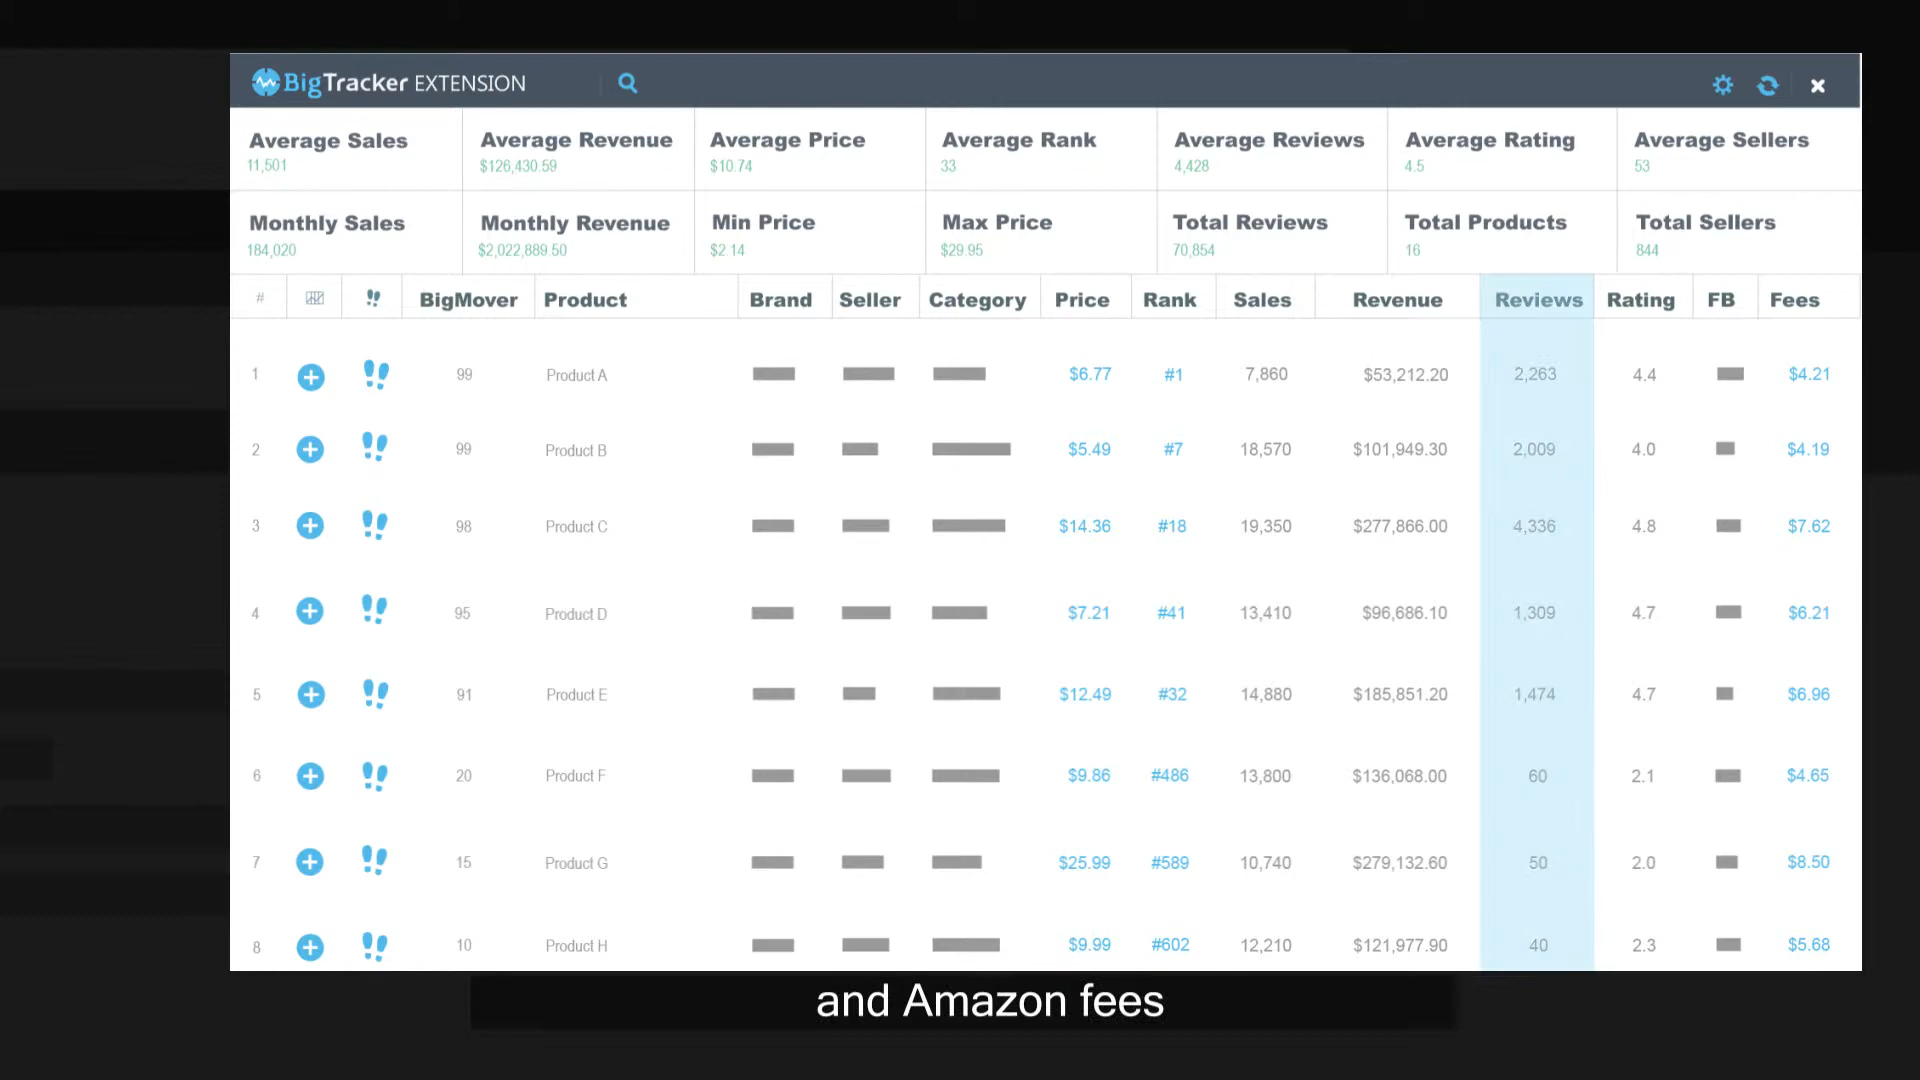 BigTracker EXTENSION
Average Sales Average Revenue Average Price Average Rank Average Reviews Average Rating Average Sellers
11,501 $126,430.59 $10.74 33 4,428 4.5 53
Monthly Sales Monthly Revenue Min Price Max Price Total Reviews Total Products Total Sellers
184,020 $2,022,889.50 $2.14 $29.95 70,854 16 844
# BigMover Product Brand Seller Category Price Rank Sales Revenue Reviews Rating FB Fees
1 99 Product A $6.77 #1 7,860 $53,212.20 2,263 4.4 $4.21
2 99 Product B $5.49 #7 18,570 $101,949.30 2,009 4.0 $4.19
3 98 Product C $14.36 #18 19,350 $277,866.00 4,336 4.8 $7.62
4 95 Product D $7.21 #41 13,410 $96,686.10 1,309 4.7 $6.21
5 91 Product E $12.49 #32 14,880 $185,851.20 1,474 4.7 $6.96
6 20 Product F $9.86 #486 13,800 $136,068.00 60 2.1 $4.65
7 15 Product G $25.99 #589 10,740 $279,132.60 50 2.0 $8.50
8 10 Product H $9.99 #602 12,210 $121,977.90 40 2.3 $5.68
and Amazon fees